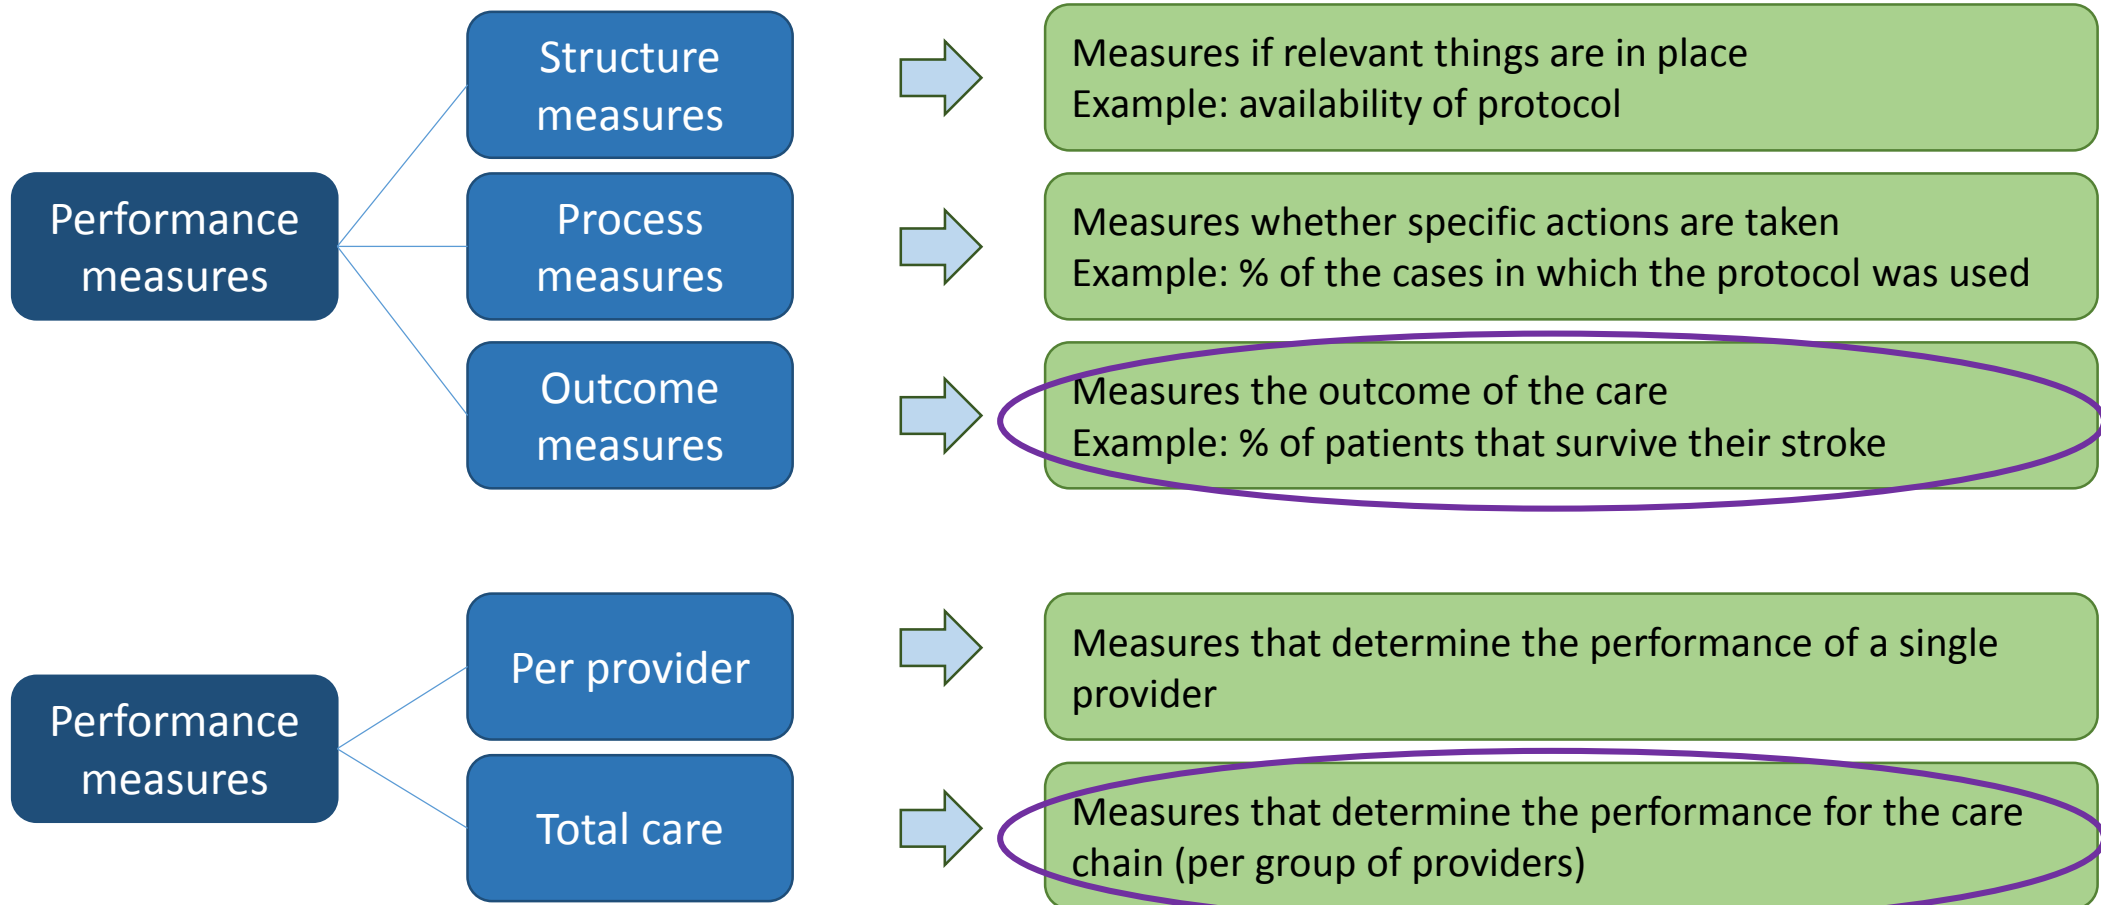 Performance
measures
Structure
measures
Measures if relevant things are in place
Example: availability of protocol
Process
measures
Measures whether specific actions are taken
Example: % of the cases in which the protocol was used
Outcome
measures
Measures the outcome of the care
Example: % of patients that survive their stroke
Performance
measures
Per provider
Measures that determine the performance of a single
provider
Total care
Measures that determine the performance for the care
chain (per group of providers)